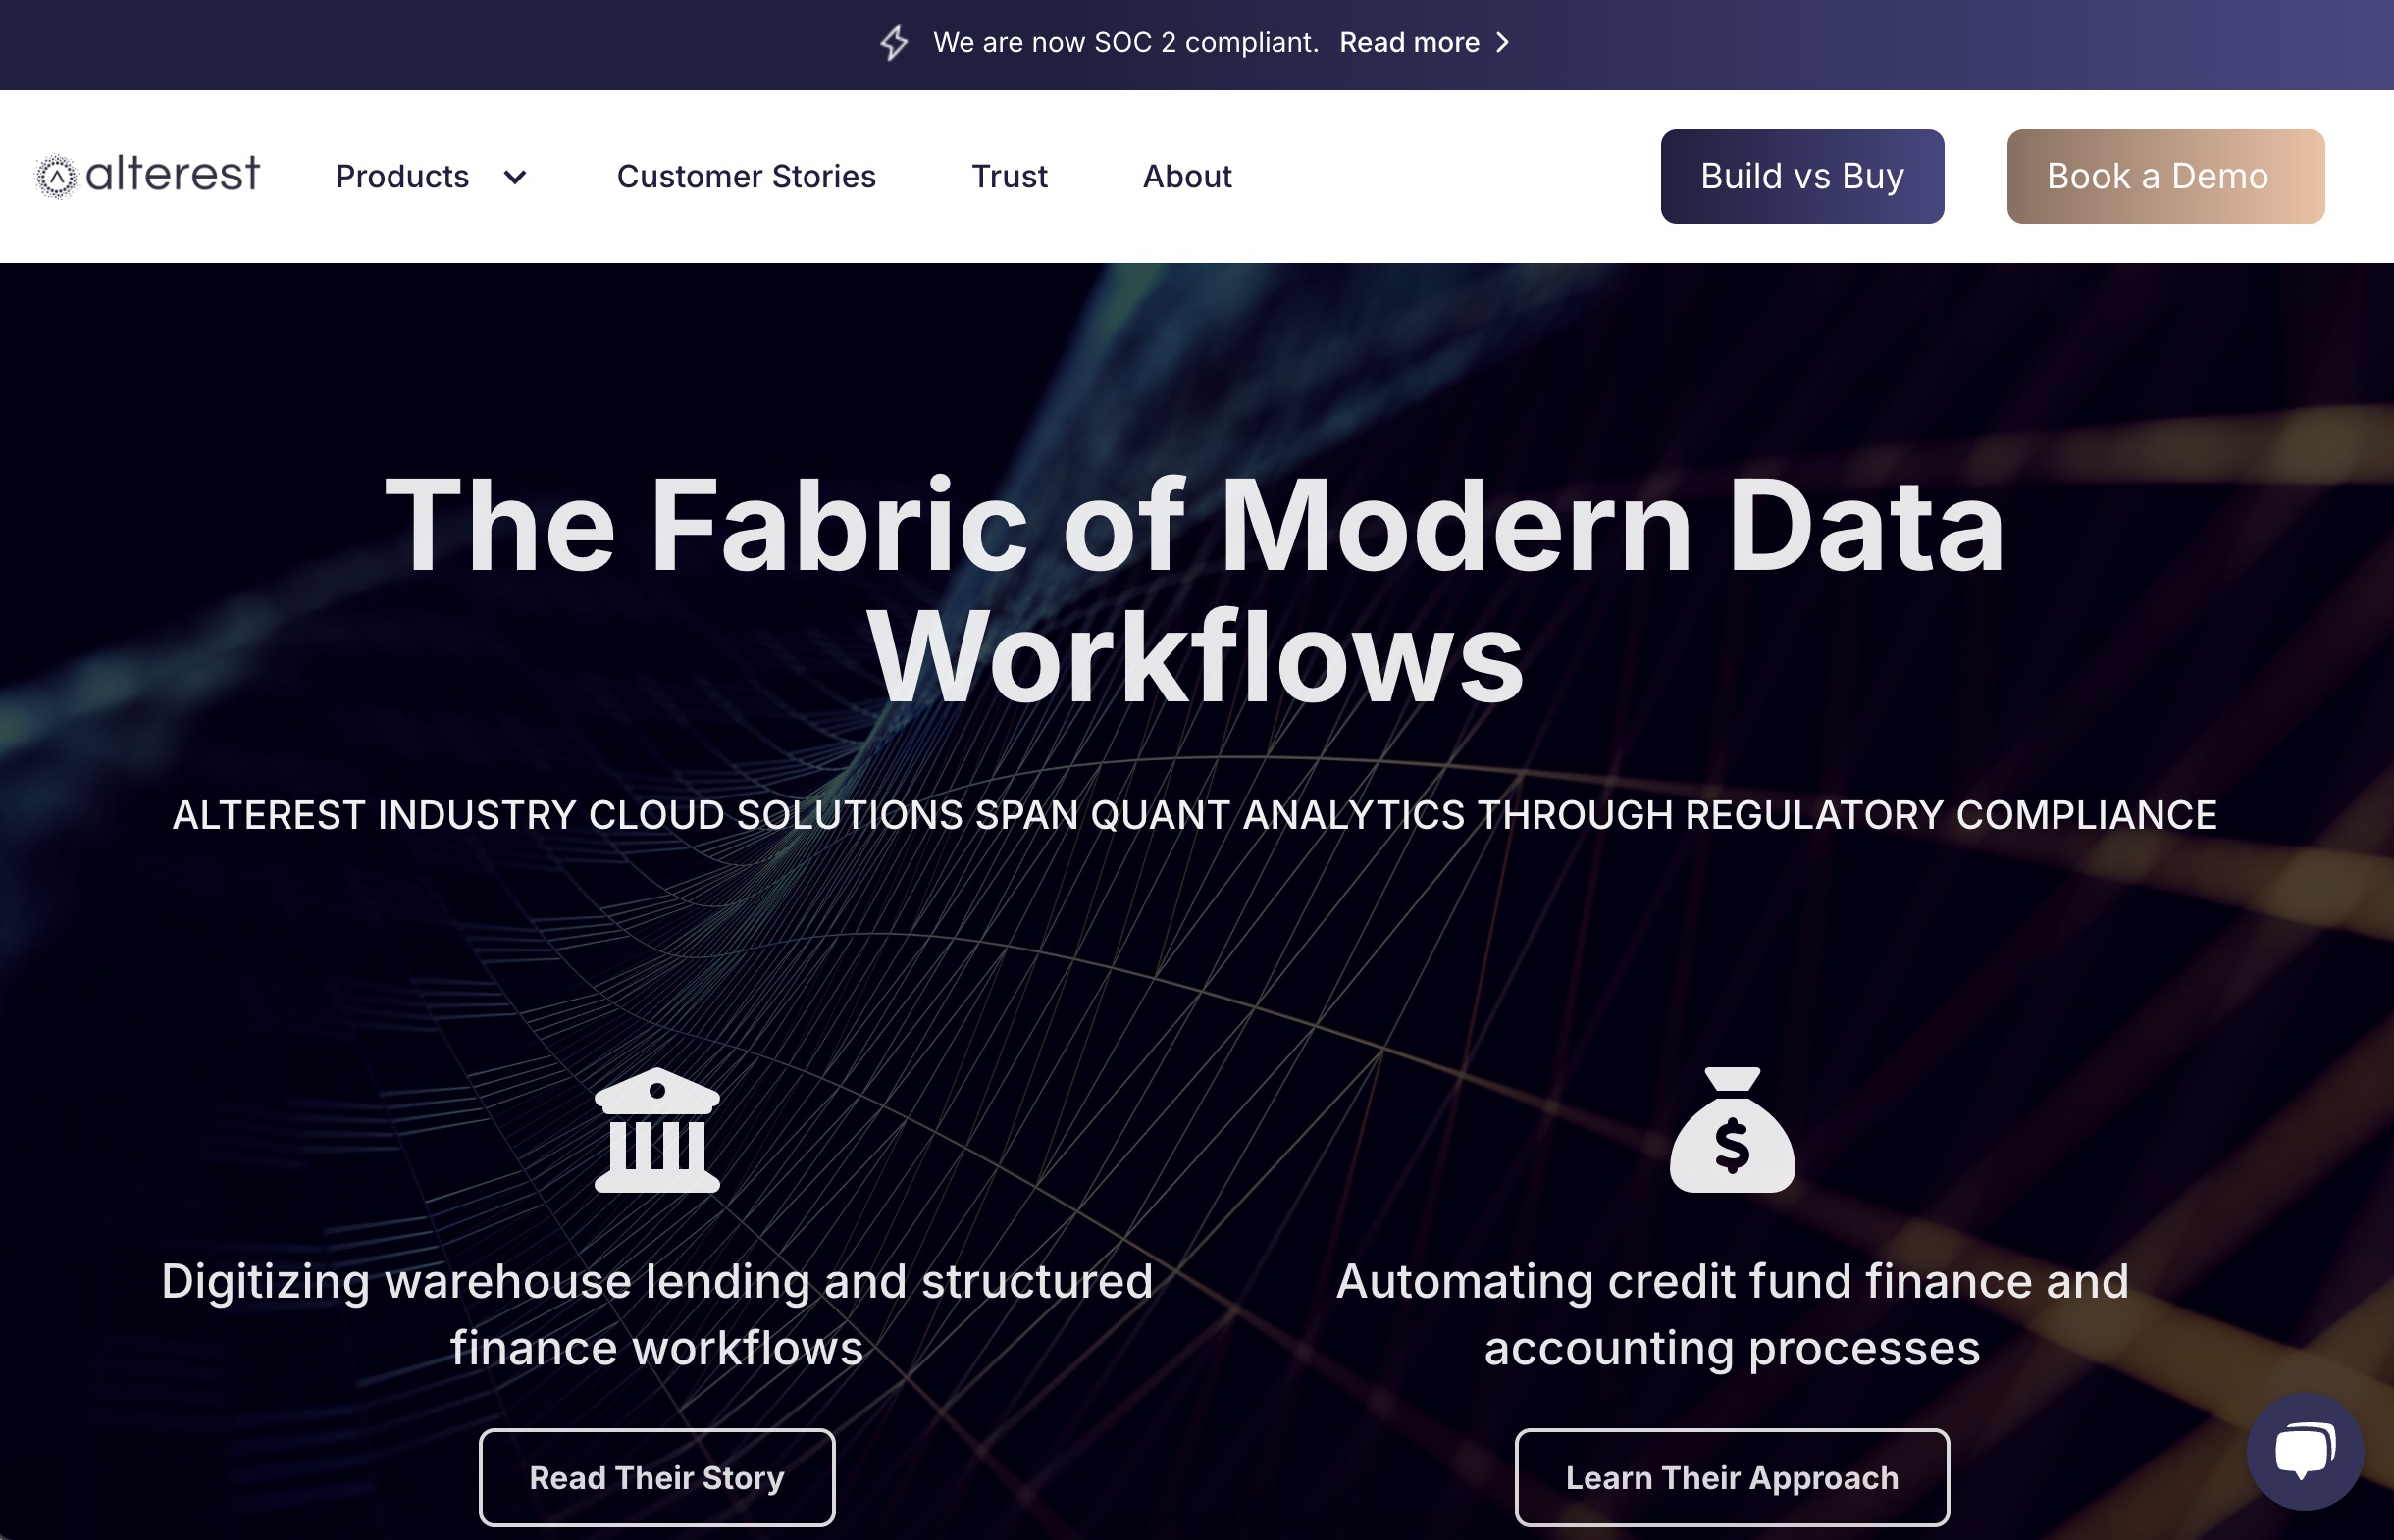 We are now SOC 2 compliant. Read more
alterest
Products
Customer Stories
Trust
About
Build vs Buy
Book a Demo
The Fabric of Modern Data
Workflows
ALTEREST INDUSTRY CLOUD SOLUTIONS SPAN QUANT ANALYTICS THROUGH REGULATORY COMPLIANCE
$
Digitizing warehouse lending and structured
finance workflows
Read Their Story
Automating credit fund finance and
accounting processes
Learn Their Approach